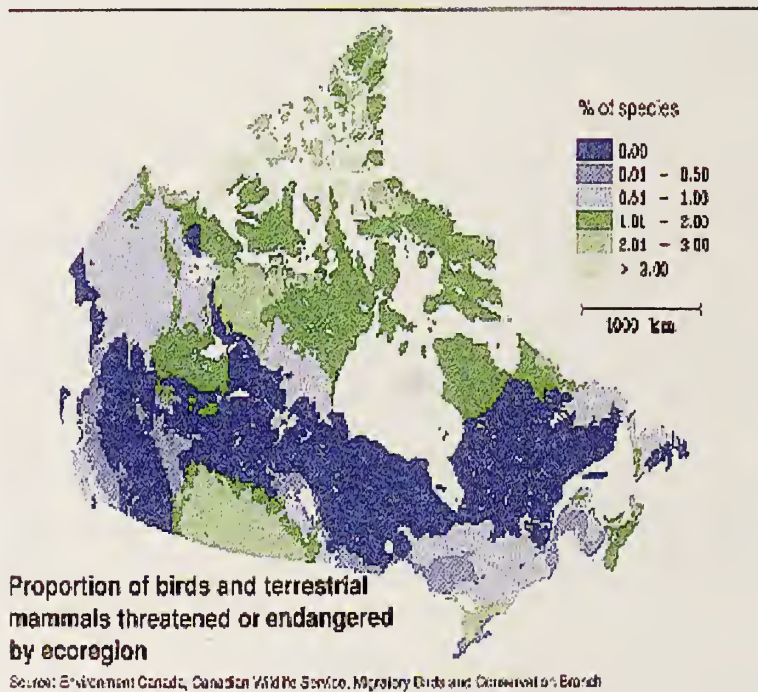 % of species
0.00
0.01 - 0.50
0.51 - 1.00
1.01 - 2.00
2.01 - 3.00
> 3.00
1000 km
Proportion of birds and terrestrial
mammals threatened or endangered
by ecoregion
Source: Environment Canada, Canadian Wildlife Service, Migratory Birds and Conservation Branch